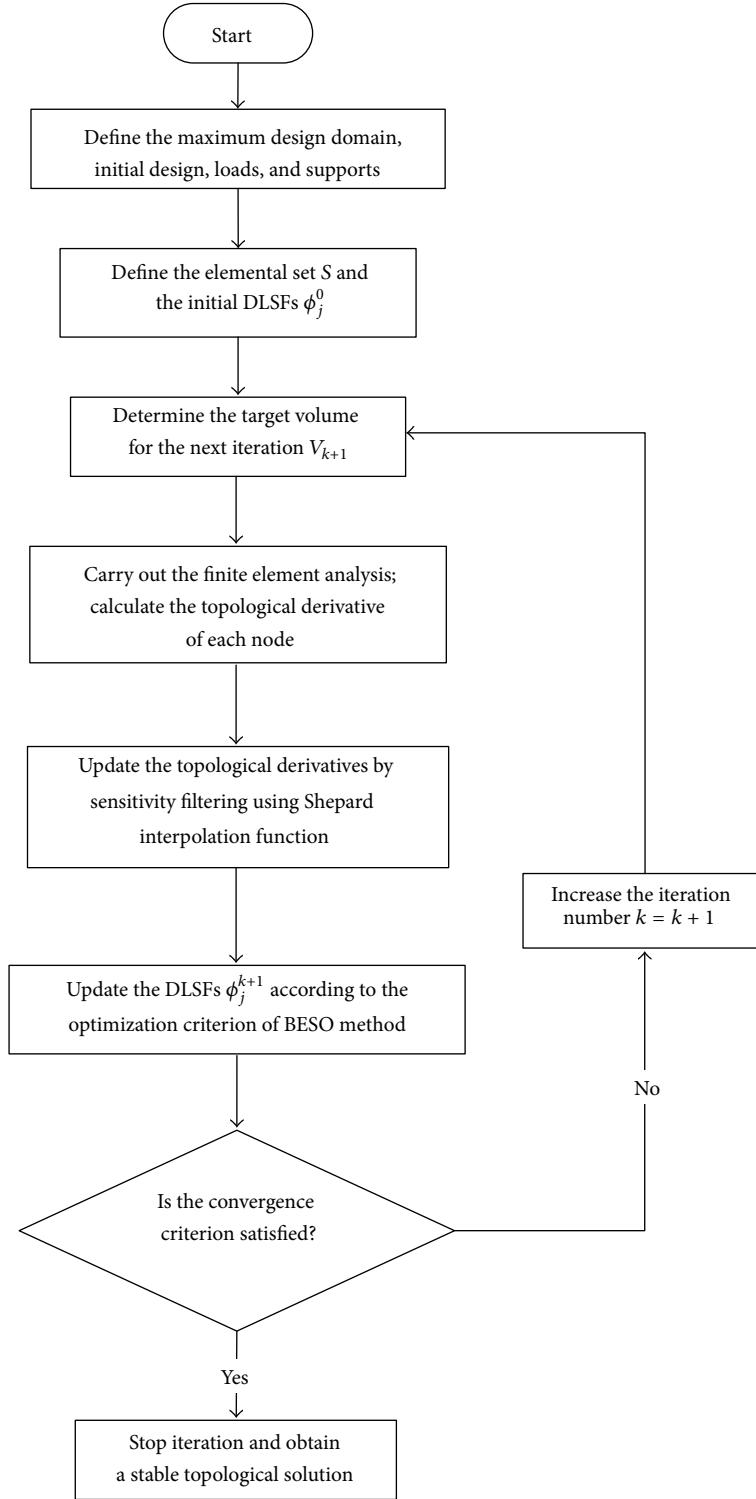 Start
Define the maximum design domain,
initial design, loads, and supports
Define the elemental set S and
the initial DLSFs ϕ_j^0
Determine the target volume
for the next iteration V_{k+1}
Carry out the finite element analysis;
calculate the topological derivative
of each node
Update the topological derivatives by
sensitivity filtering using Shepard
interpolation function
Increase the iteration
number k = k + 1
Update the DLSFs ϕ_j^{k+1} according to the
optimization criterion of BESO method
No
Is the convergence
criterion satisfied?
Yes
Stop iteration and obtain
a stable topological solution